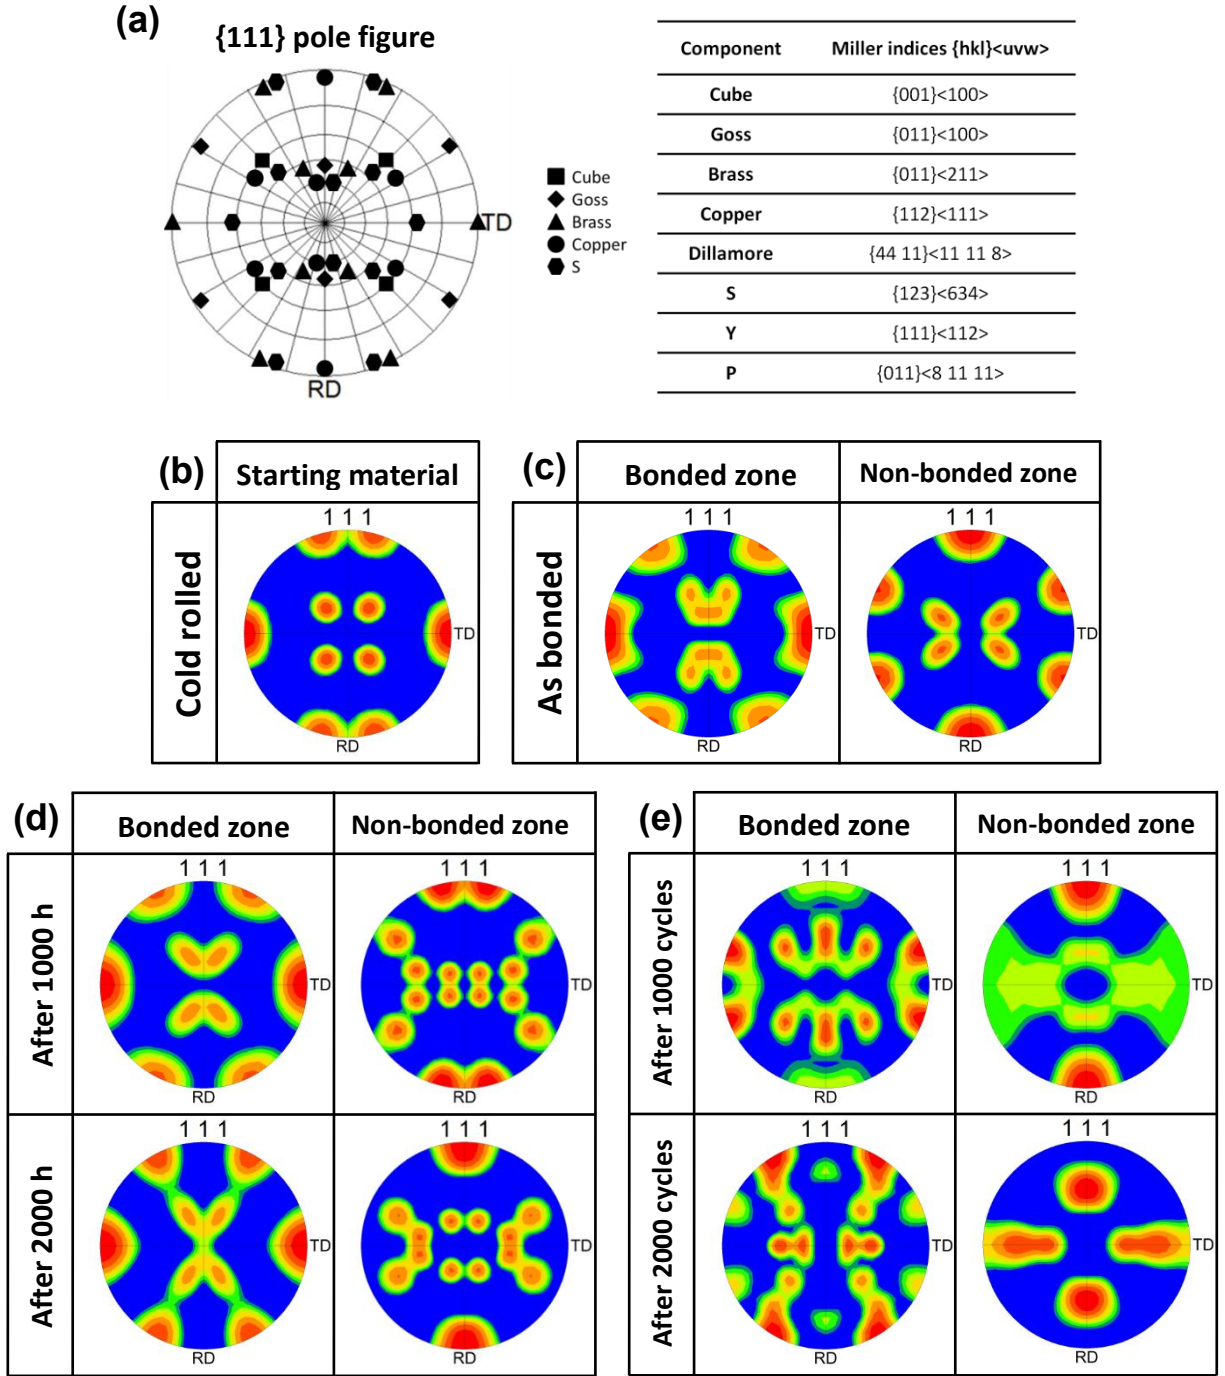 (a)
{111} pole figure
TD
RD
Cube
Goss
Brass
Copper
S
Component Miller indices {hkl}<uvw>
Cube {001}<100>
Goss {011}<100>
Brass {011}<211>
Copper {112}<111>
Dillamore {44 11}<11 11 8>
S {123}<634>
Y {111}<112>
P {011}<8 11 11>
(b)
Starting material
Cold rolled
1 1 1
TD
RD
(c)
Bonded zone Non-bonded zone
As bonded
1 1 1 1 1 1
TD TD
RD RD
(d)
Bonded zone Non-bonded zone
After 1000 h
1 1 1 1 1 1
TD TD
RD RD
After 2000 h
1 1 1 1 1 1
TD TD
RD RD
(e)
Bonded zone Non-bonded zone
After 1000 cycles
1 1 1 1 1 1
TD TD
RD RD
After 2000 cycles
1 1 1 1 1 1
TD TD
RD RD